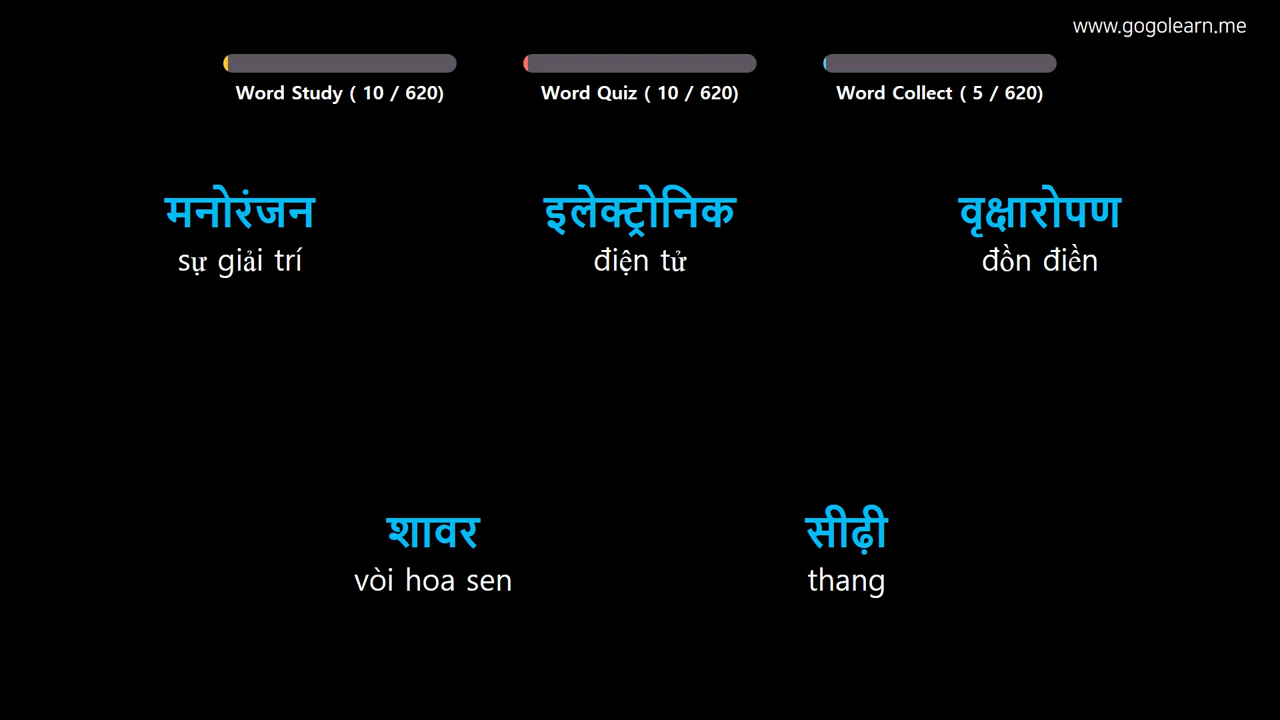 www.gogolearn.me
Word Study ( 10 / 620)
Word Quiz ( 10 / 620)
Word Collect ( 5 / 620)
मनोरंजन
sự giải trí
इलेक्ट्रोनिक
điện tử
वृक्षारोपण
đồn điền
शावर
vòi hoa sen
सीढ़ी
thang